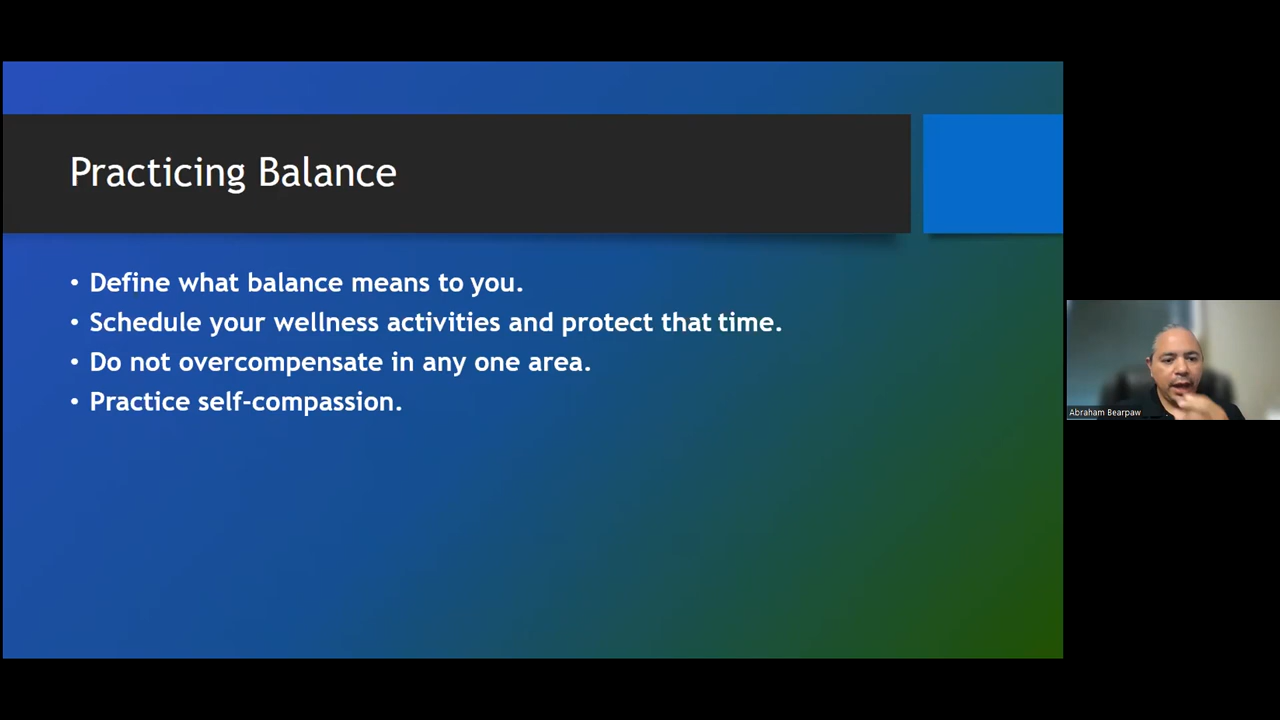 Practicing Balance
• Define what balance means to you.
• Schedule your wellness activities and protect that time.
• Do not overcompensate in any one area.
• Practice self-compassion.
Abraham Bearpaw